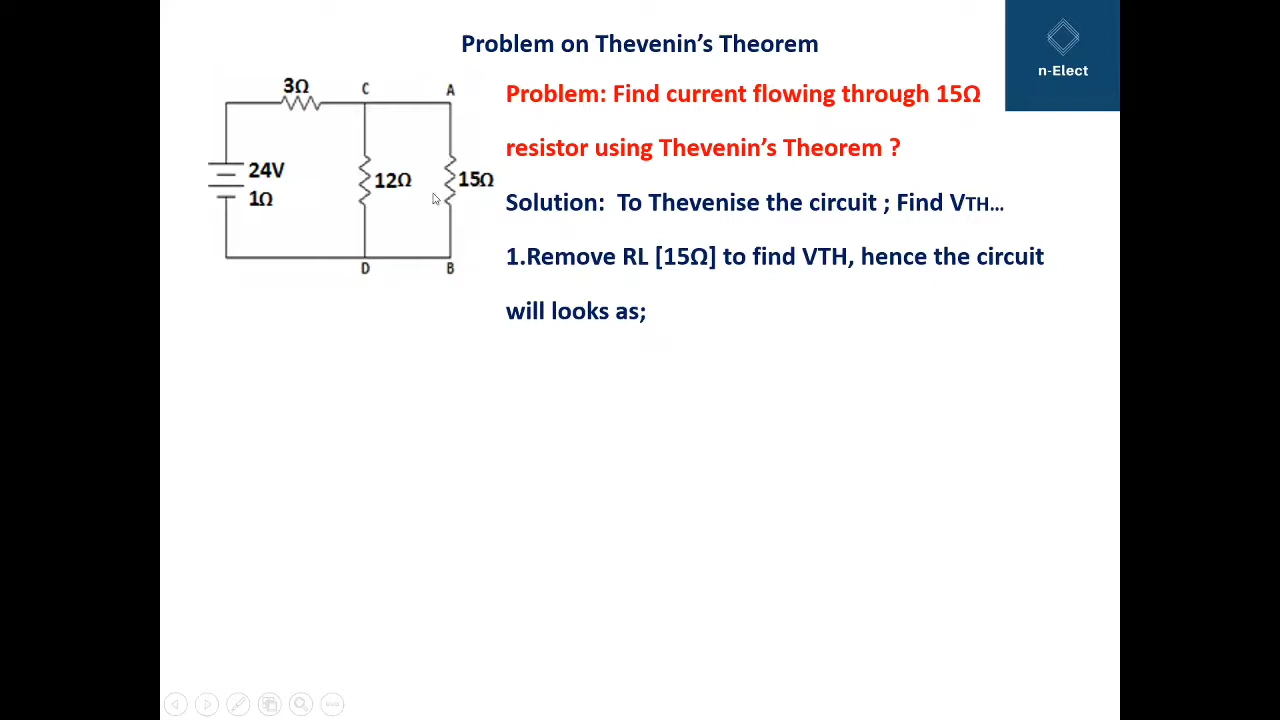 Problem on Thevenin's Theorem
n-Elect
3Ω
C
A
24V
1Ω
12Ω
15Ω
D
B
Problem: Find current flowing through 15Ω
resistor using Thevenin's Theorem ?
Solution:  To Thevenise the circuit ; Find VTH...
1.Remove RL [15Ω] to find VTH, hence the circuit
will looks as;